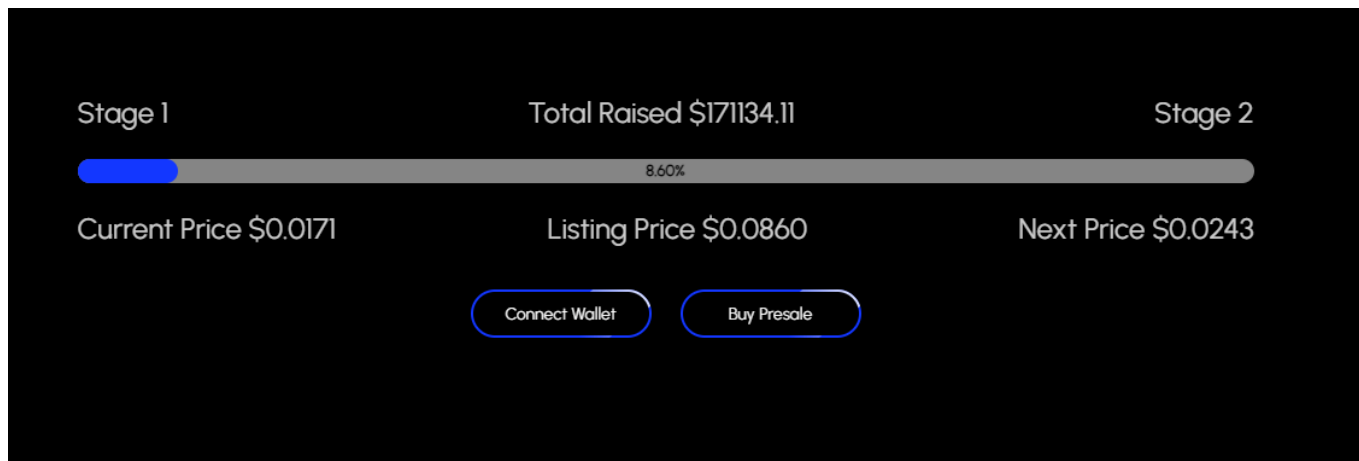 Stage 1 Total Raised $171134.11 Stage 2
8.60%
Current Price $0.0171 Listing Price $0.0860 Next Price $0.0243
Connect Wallet Buy Presale